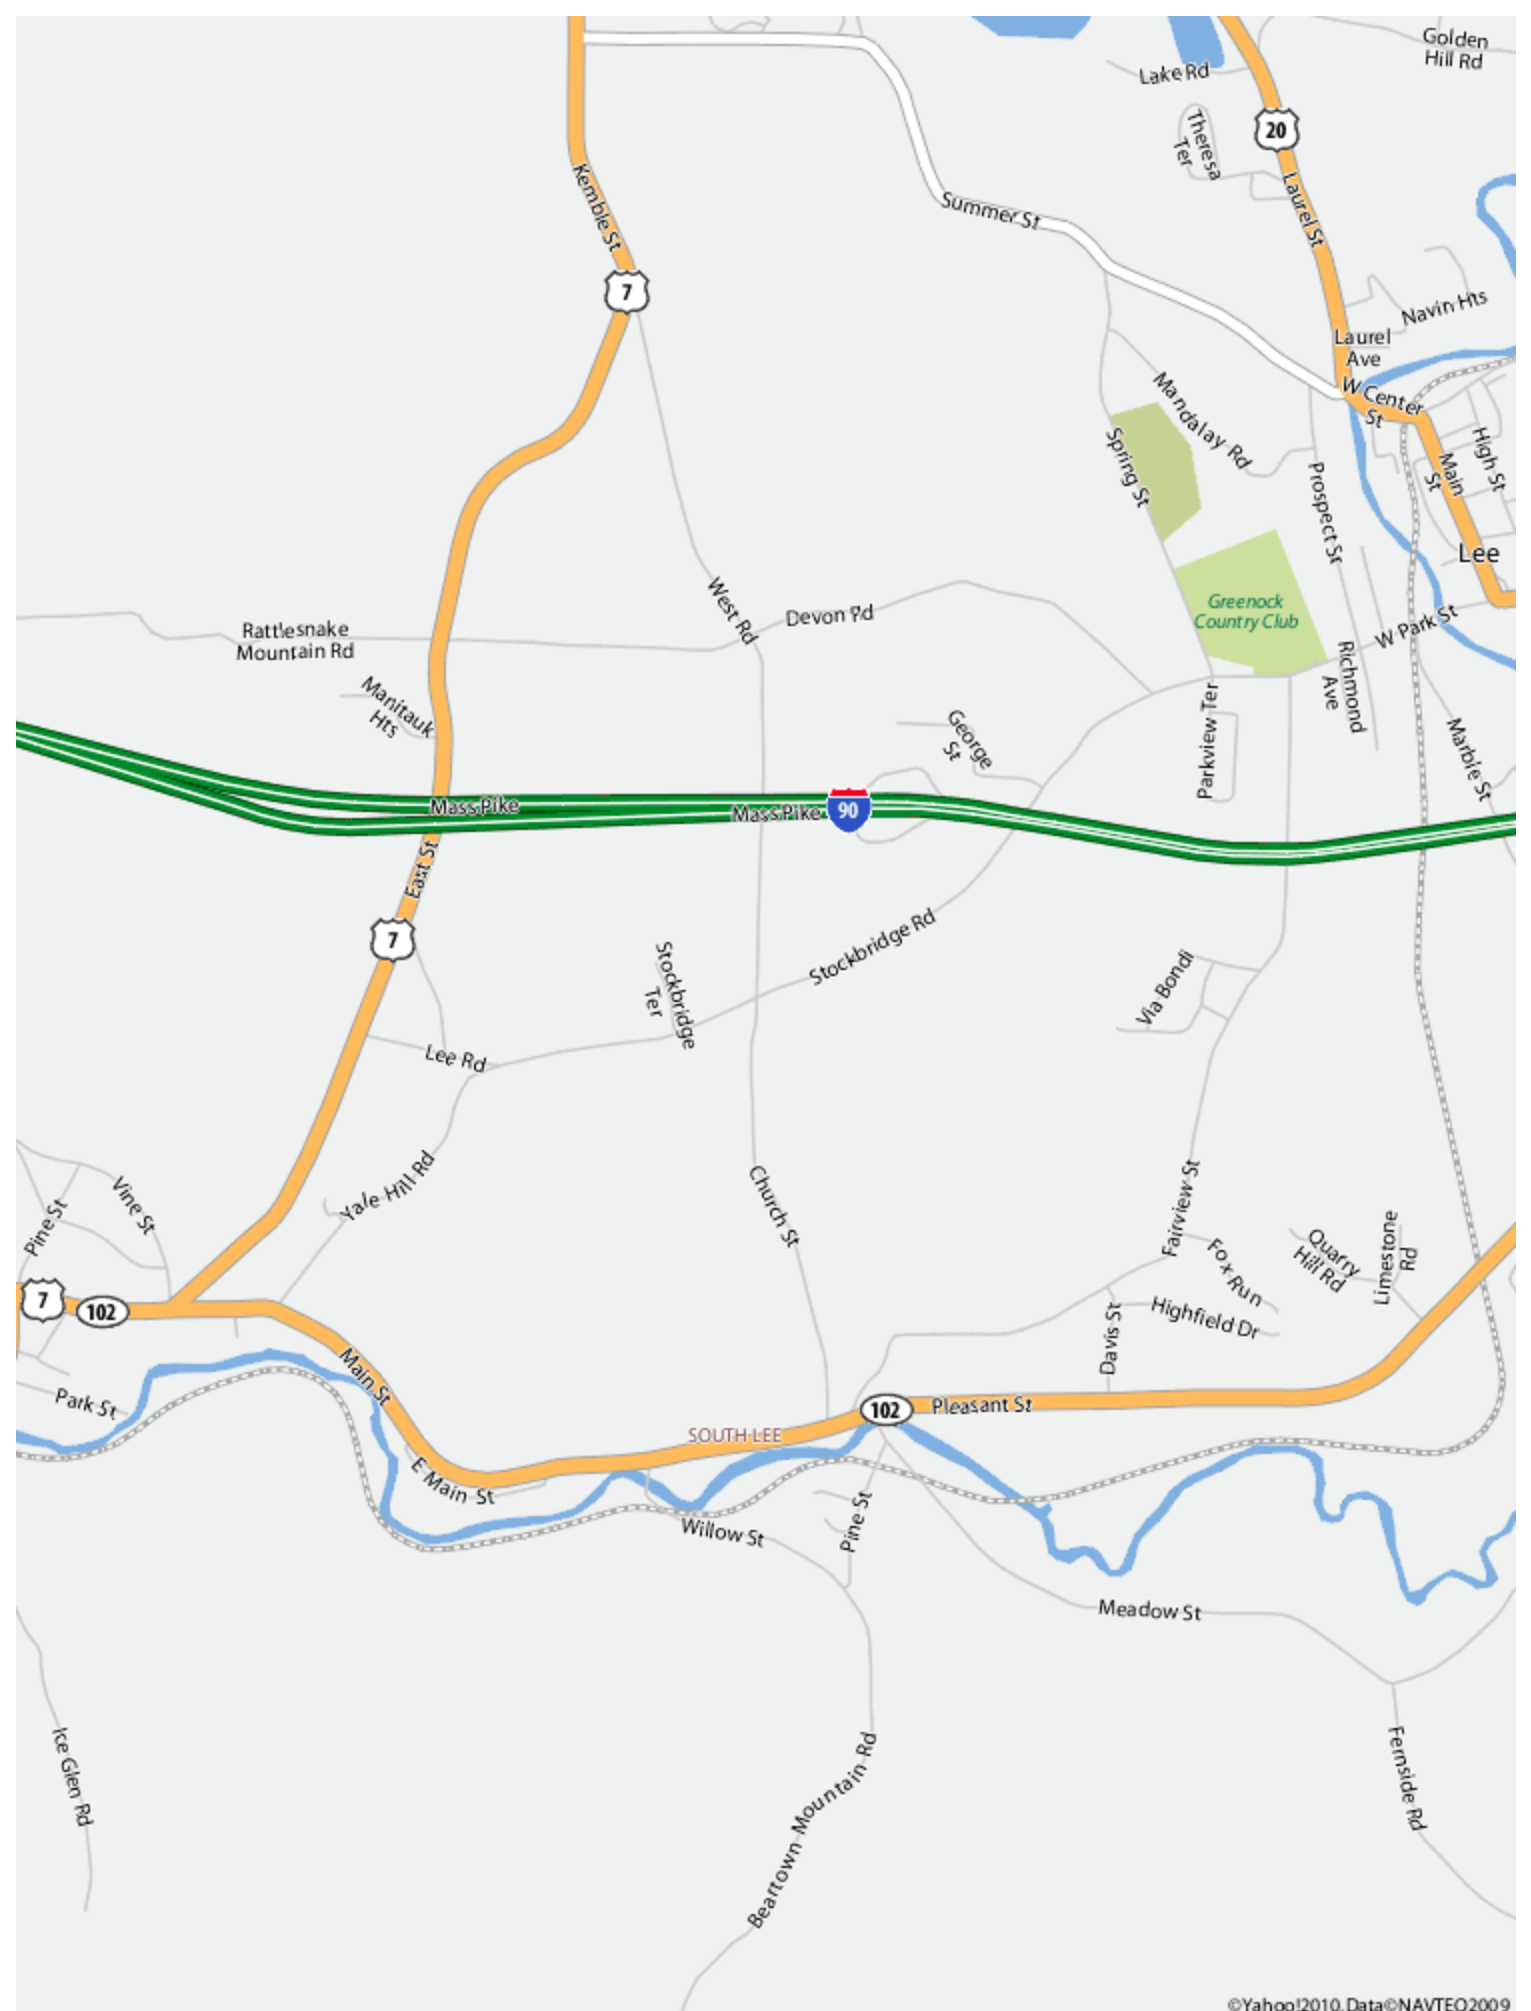 Golden
Hill Rd
Lake Rd
20
Theresa
Ter
Laurel St
Kemble St
Summer St
7
Navin Hts
Laurel
Ave
W Center
St
Mandalay Rd
Spring St
High St
Main
St
Prospect St
Lee
West Rd
Devon Rd
Greenock
Country Club
W Park St
Rattlesnake
Mountain Rd
Richmond
Ave
Manitauk
Hts
Parkview Ter
George
St
Marble St
Mass Pike
Mass Pike
90
East St
7
Stockbridge Rd
Stockbridge
Ter
Via Bondi
Lee Rd
Yale Hill Rd
Vine St
Pine St
Church St
Fairview St
Fox Run
Quarry
Hill Rd
Limestone
Rd
7
102
Highfield Dr
Davis St
Main St
Park St
102
Pleasant St
SOUTH LEE
E Main St
Willow St
Pine St
Meadow St
Ice Glen Rd
Beartown Mountain Rd
Fernside Rd
©Yahoo!2010, Data©NAVTEQ2009